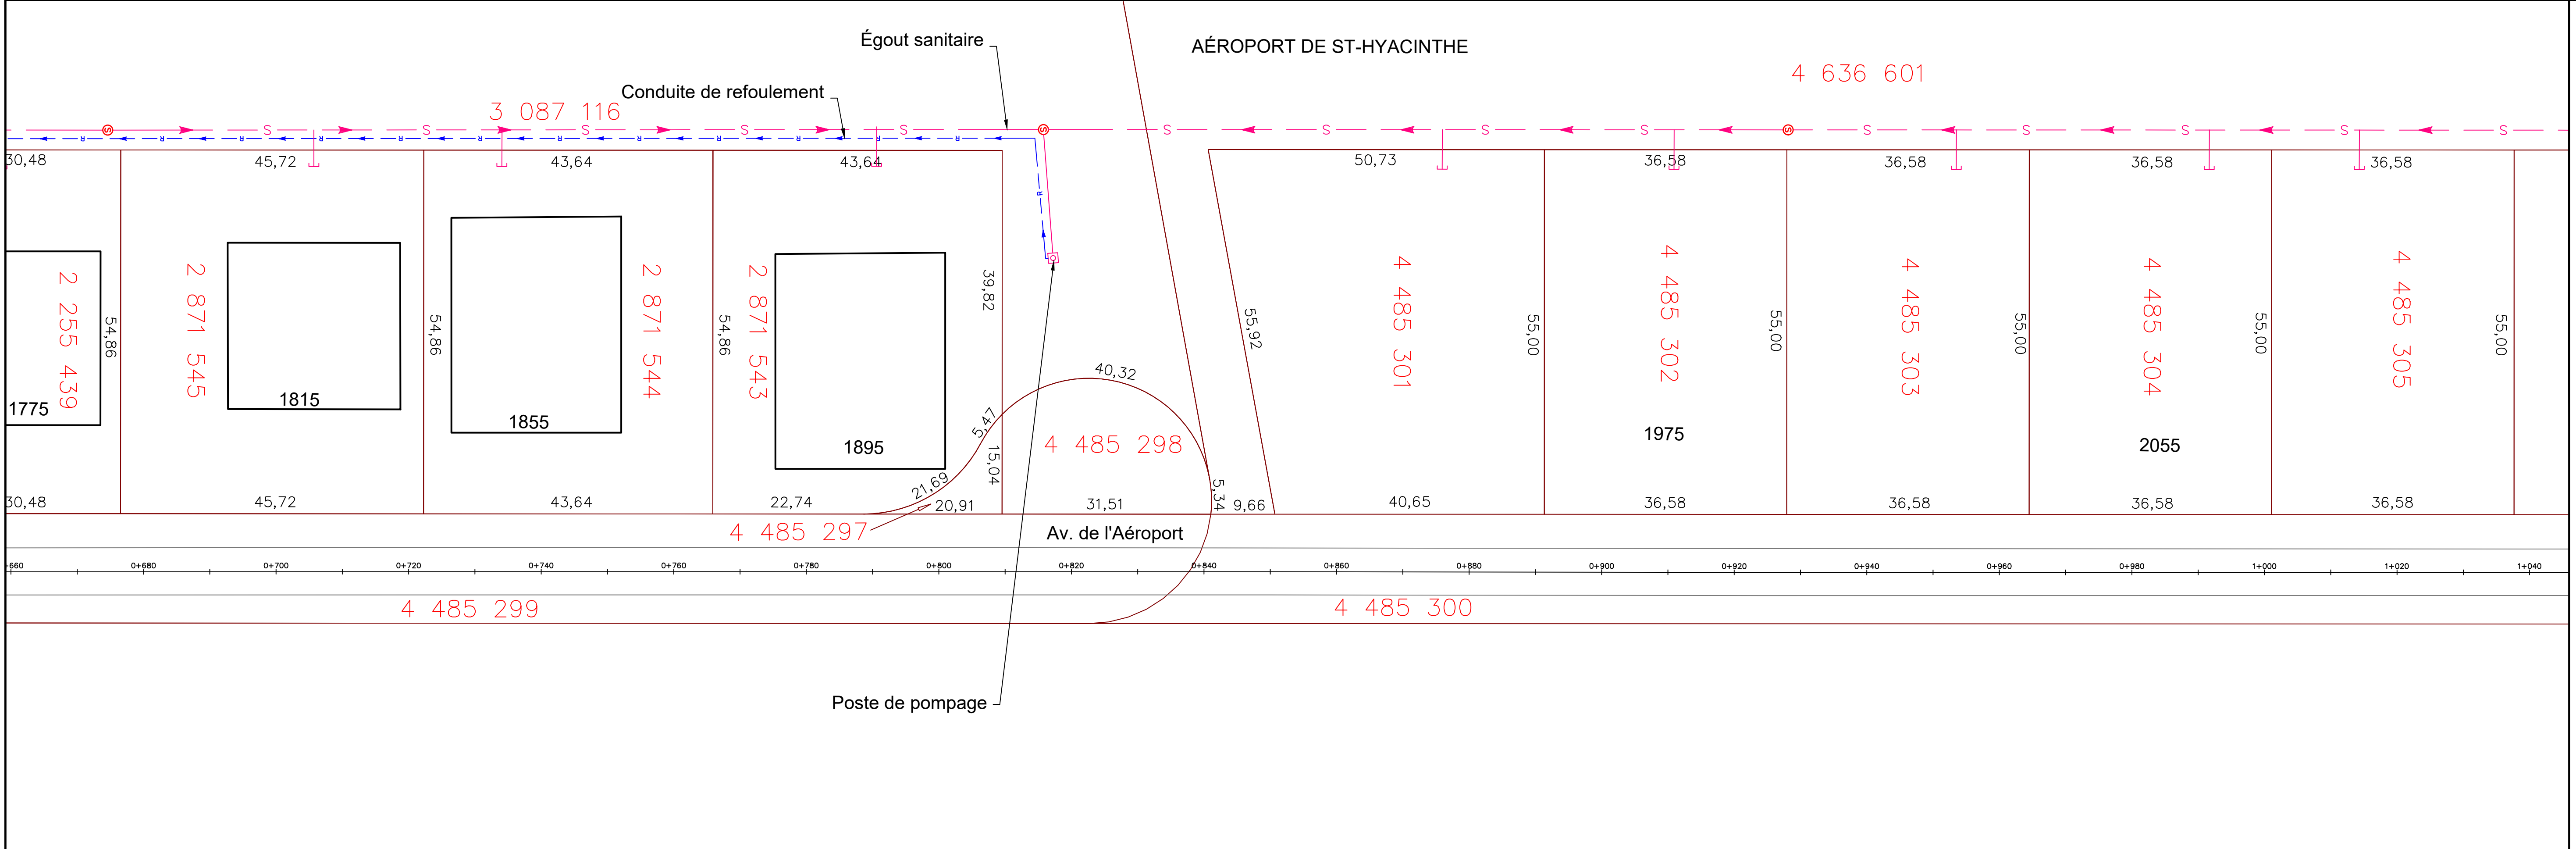 Égout sanitaire
AÉROPORT DE ST-HYACINTHE
4 636 601
Conduite de refoulement
3 087 116
S S S S S S S S S S S S S S S
R R R R R R R R R R R R R
30,48 45,72 43,64 43,64 50,73 36,58 36,58 36,58 36,58
2 255 439
54,86
2 871 545
54,86
2 871 544
54,86
2 871 543
39,82
55,92
4 485 301
55,00
4 485 302
55,00
4 485 303
55,00
4 485 304
55,00
4 485 305
55,00
1775
1815
1855
1895
40,32
5,47
15,04
21,69
4 485 298
5,34
1975
2055
30,48 45,72 43,64 22,74 20,91 31,51 9,66 40,65 36,58 36,58 36,58 36,58
4 485 297
Av. de l'Aéroport
+660 0+680 0+700 0+720 0+740 0+760 0+780 0+800 0+820 0+840 0+860 0+880 0+900 0+920 0+940 0+960 0+980 1+000 1+020 1+040
4 485 299
4 485 300
Poste de pompage